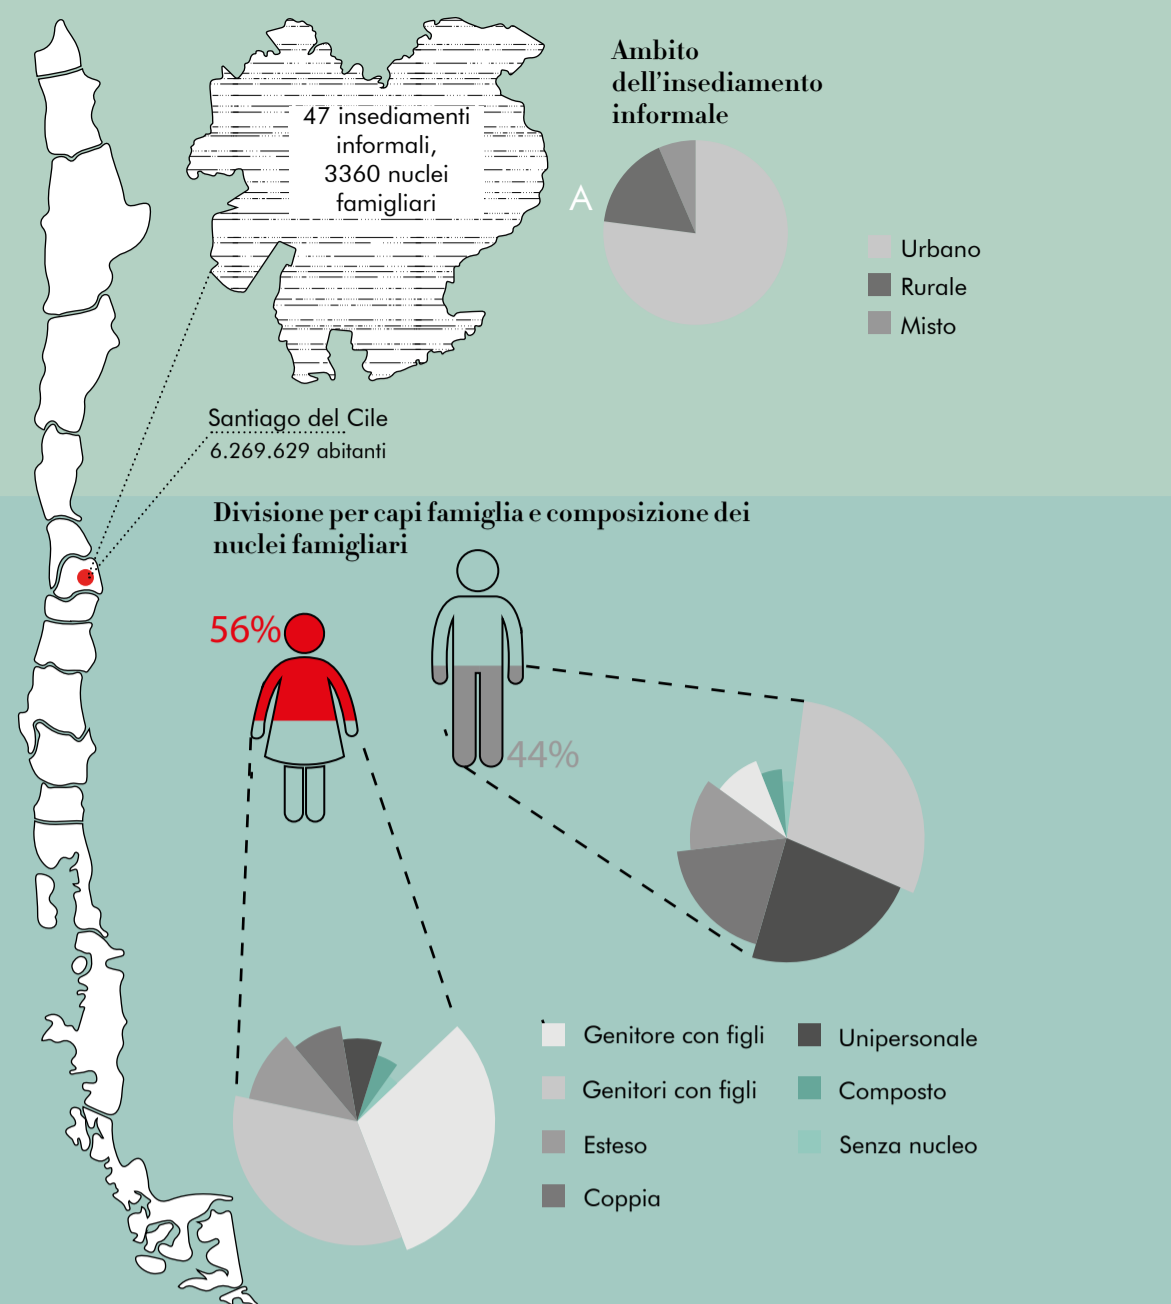 47 insediamenti
informali,
3360 nuclei
famigliari
Ambito
dell'insediamento
informale
A
Urbano
Rurale
Misto
Santiago del Cile
6.269.629 abitanti
Divisione per capi famiglia e composizione dei
nuclei famigliari
56%
44%
Genitore con figli
Genitori con figli
Esteso
Coppia
Unipersonale
Composto
Senza nucleo